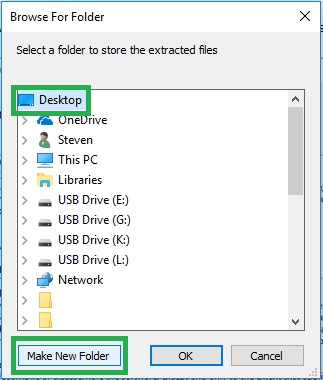 Browse For Folder
Select a folder to store the extracted files
Desktop
OneDrive
Steven
This PC
Libraries
USB Drive (E:)
USB Drive (G:)
USB Drive (K:)
USB Drive (L:)
Network
Make New Folder OK Cancel